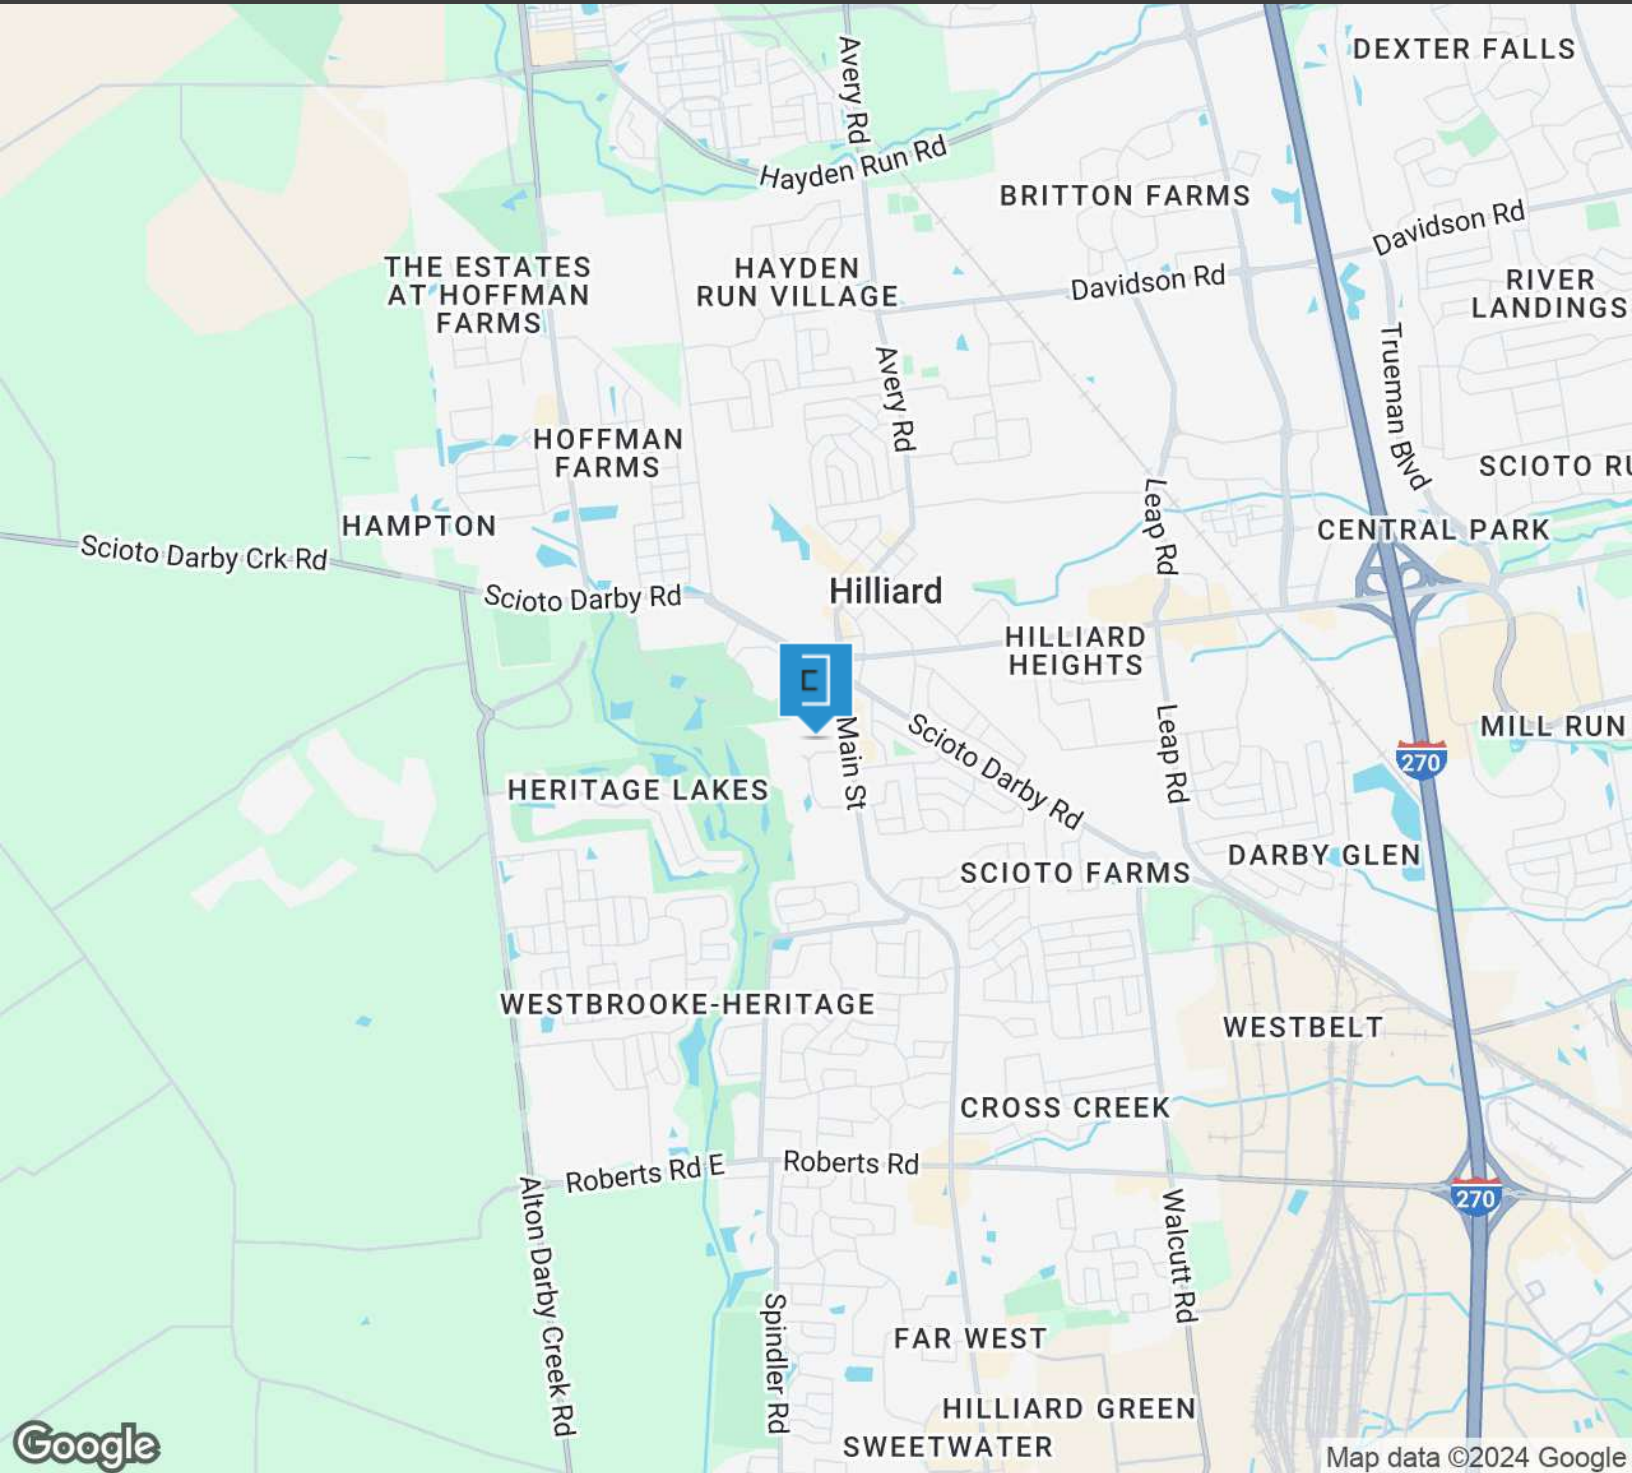 DEXTER FALLS
Avery Rd
Hayden Run Rd
BRITTON FARMS
Davidson Rd
THE ESTATES
AT HOFFMAN
FARMS
HAYDEN
RUN VILLAGE
Davidson Rd
RIVER
LANDINGS
Trueman Blvd
Avery Rd
HOFFMAN
FARMS
SCIOTO RU
Leap Rd
HAMPTON
CENTRAL PARK
Scioto Darby Crk Rd
Scioto Darby Rd
Hilliard
HILLIARD
HEIGHTS
C
Main St
Scioto Darby Rd
Leap Rd
MILL RUN
270
HERITAGE LAKES
DARBY GLEN
SCIOTO FARMS
WESTBROOKE-HERITAGE
WESTBELT
CROSS CREEK
Roberts Rd E
Roberts Rd
270
Alton Darby Creek Rd
Walcutt Rd
Spindler Rd
FAR WEST
HILLIARD GREEN
SWEETWATER
Google
Map data ©2024 Google